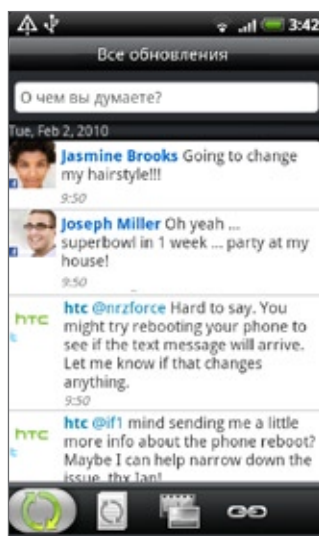 3:42
Все обновления
О чем вы думаете?
Tue, Feb 2, 2010
Jasmine Brooks Going to change
my hairstyle!!!
9:50
Joseph Miller Oh yeah ...
superbowl in 1 week ... party at my
house!
9:50
htc
htc @nrzforce Hard to say. You
might try rebooting your phone to
see if the text message will arrive.
Let me know if that changes
anything.
9:50
htc
htc @if1 mind sending me a little
more info about the phone reboot?
Maybe I can help narrow down the
issue. thx Ian!